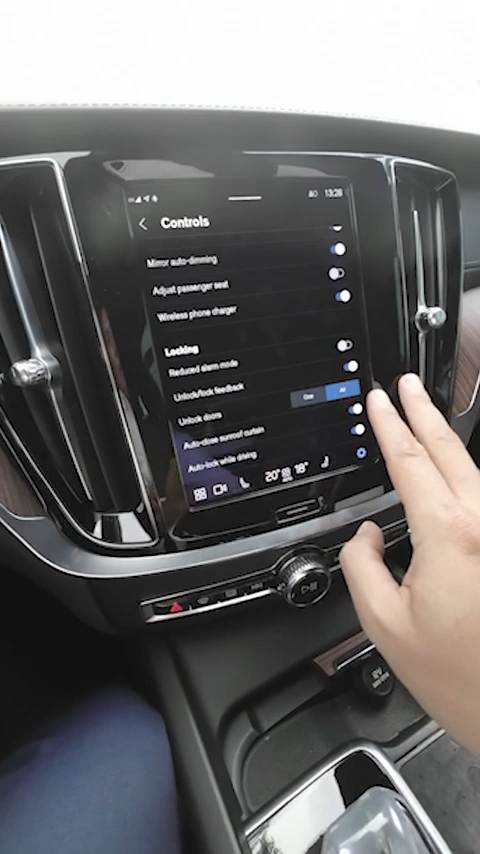 13:28
Controls
Mirror auto-dimming
Adjust passenger seat
Wireless phone charger
Locking
Reduced alarm mode
Unlock/lock feedback
Unlock doors One All
Auto-close sunroof curtain
Auto-lock while driving
20° 18°
12V